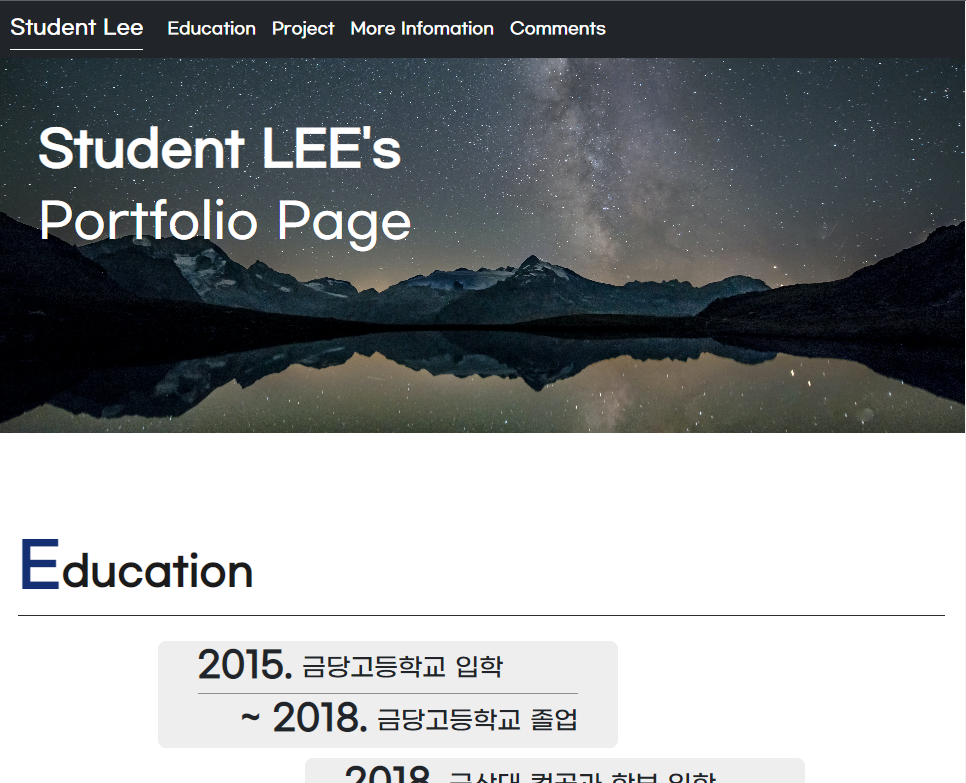 Student Lee Education Project More Infomation Comments
Student LEE's
Portfolio Page
Education
2015. 금당고등학교 입학
~ 2018. 금당고등학교 졸업
2018.